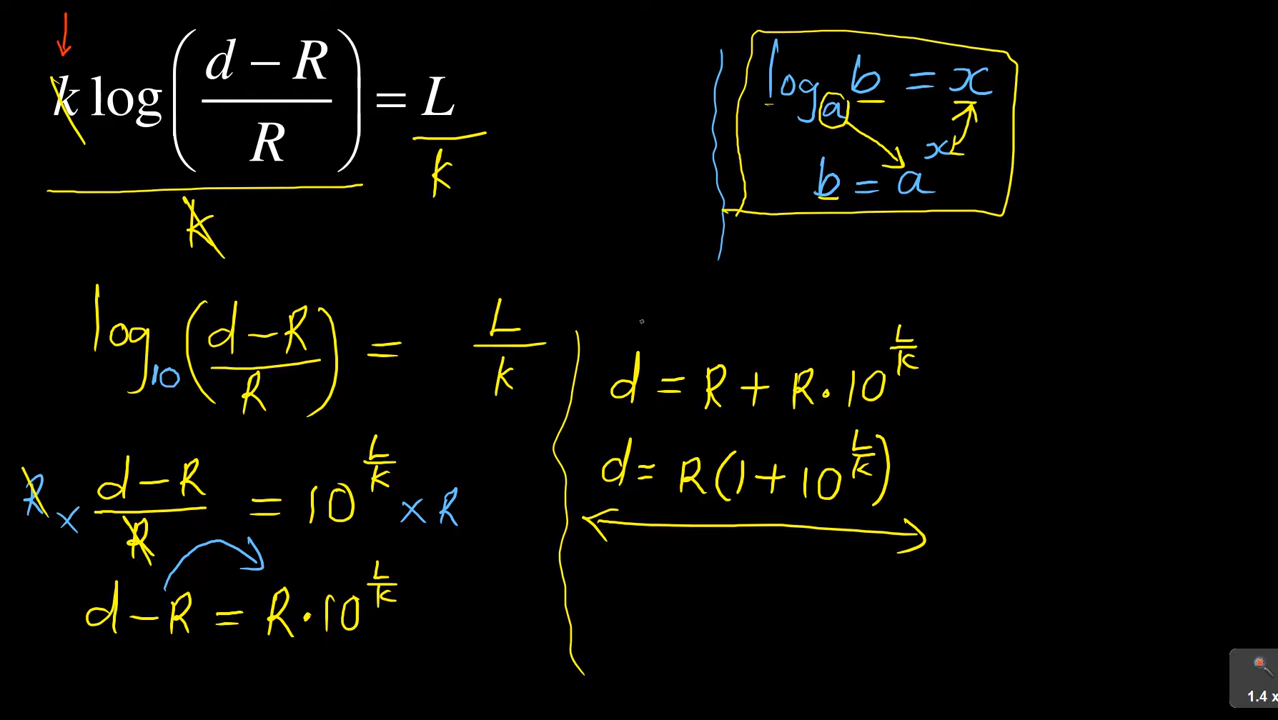 k log((d − R)/R) = L/k
k
log_a b = x
b = a^x
log_10((d − R)/R) = L/k
R × (d − R)/R = 10^(L/k) × R
d − R = R · 10^(L/k)
d = R + R · 10^(L/k)
d = R(1 + 10^(L/k))
1.4 x